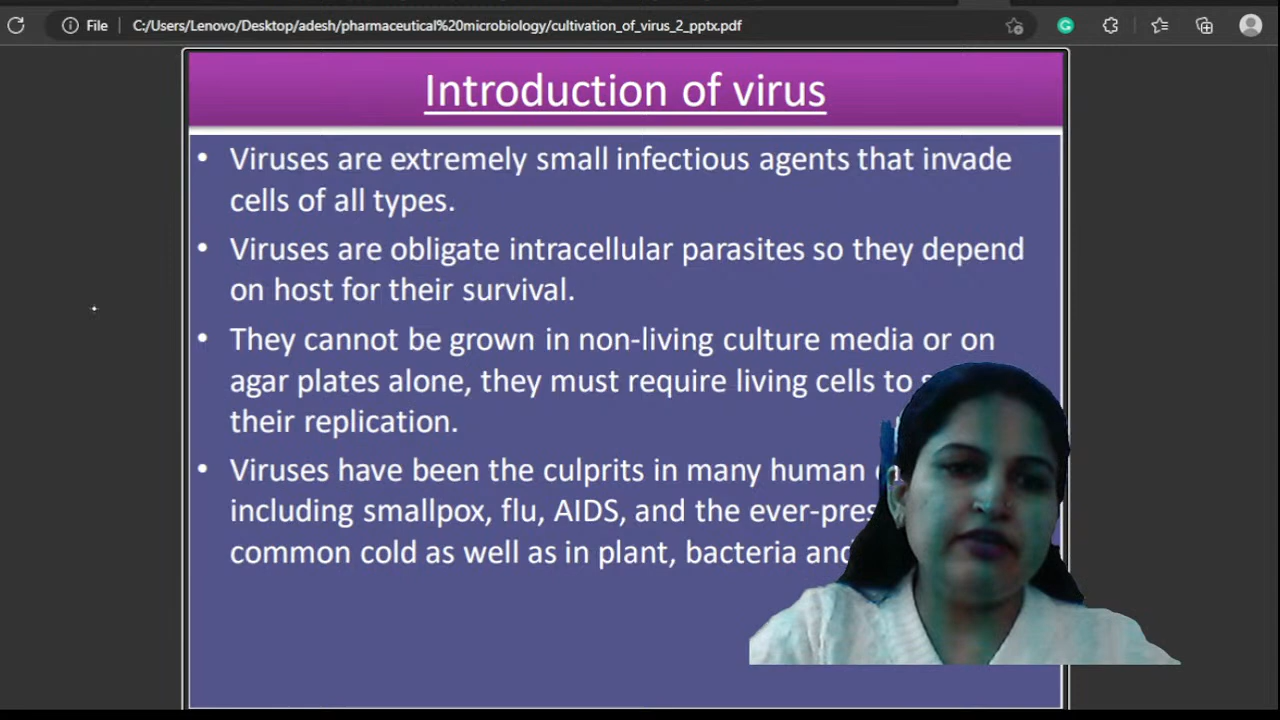 File
C:/Users/Lenovo/Desktop/adesh/pharmaceutical%20microbiology/cultivation_of_virus_2_pptx.pdf
Introduction of virus
• Viruses are extremely small infectious agents that invade
cells of all types.
• Viruses are obligate intracellular parasites so they depend
on host for their survival.
• They cannot be grown in non-living culture media or on
agar plates alone, they must require living cells to
their replication.
• Viruses have been the culprits in many human
including smallpox, flu, AIDS, and the
common cold as well as in plant, bacteria